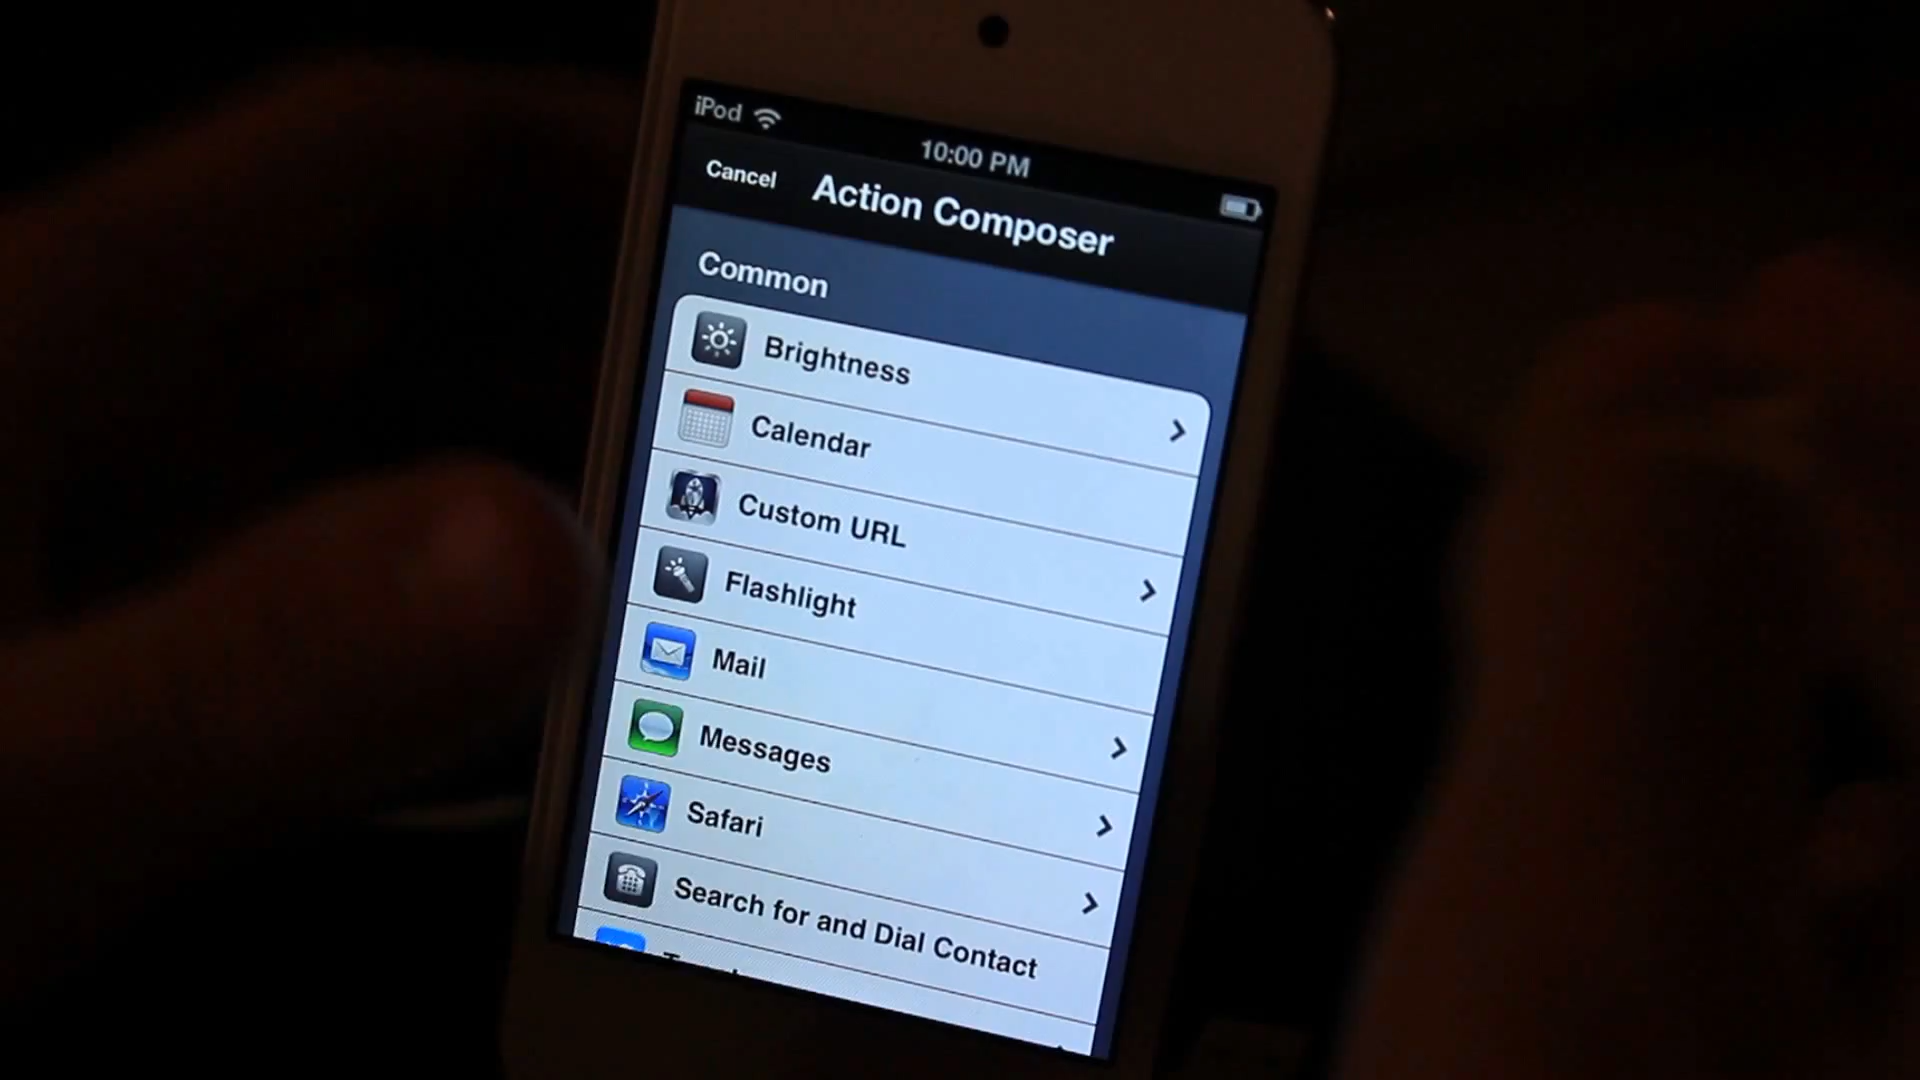 iPod
10:00 PM
Cancel
Action Composer
Common
Brightness
Calendar
Custom URL
Flashlight
Mail
Messages
Safari
Search for and Dial Contact